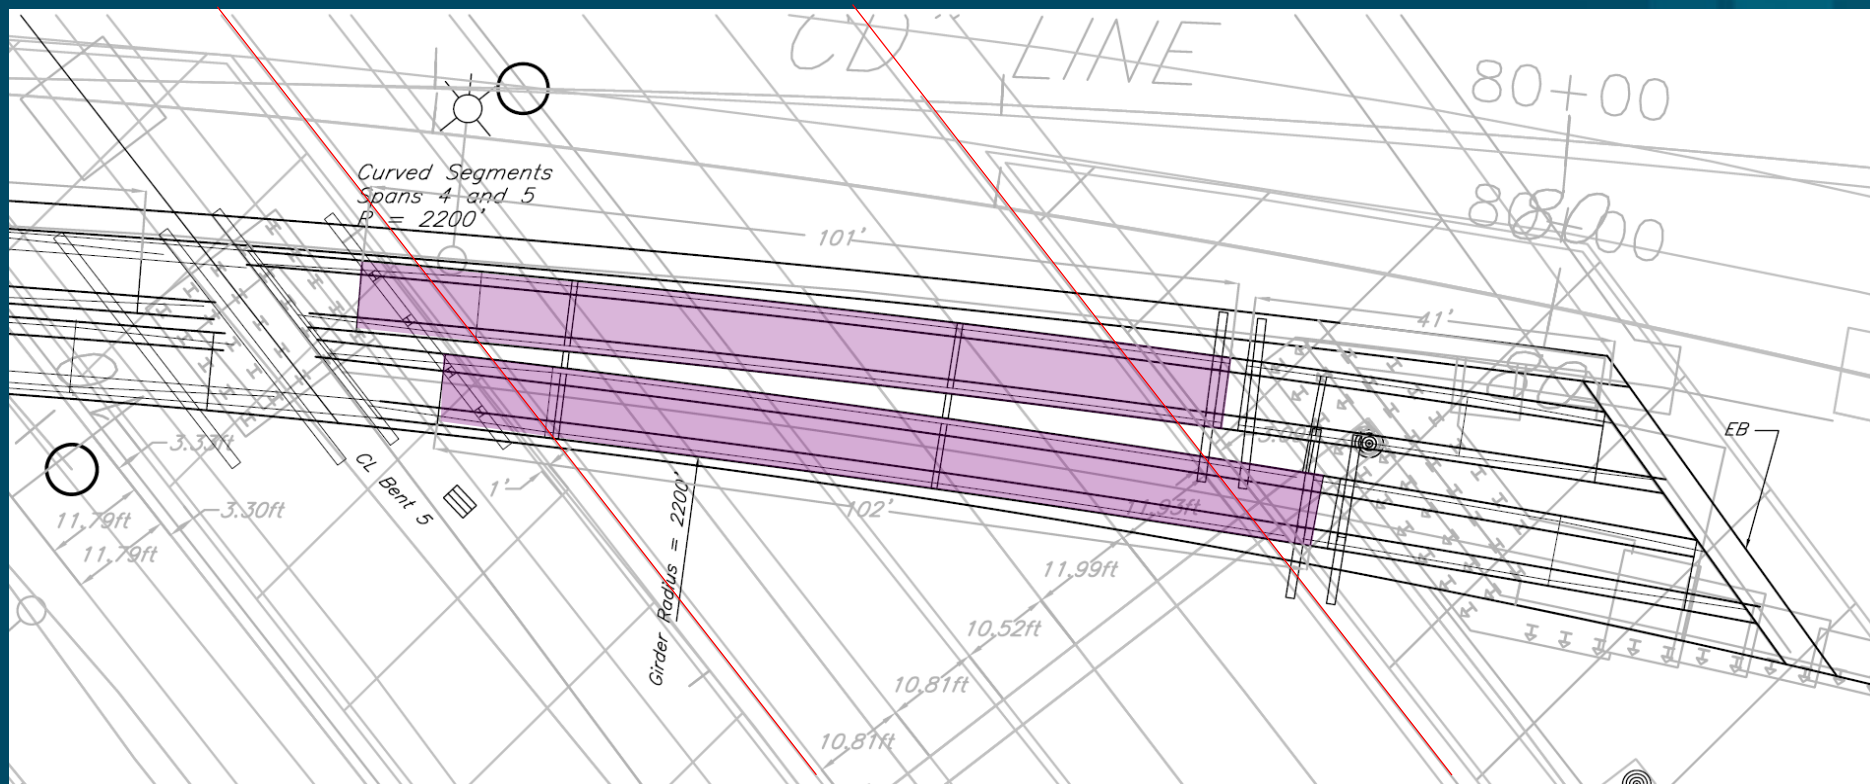 CD LINE
80+00
Curved Segments
Spans 4 and 5
R = 2200'
101'
41'
EB
3.33ft
3.30ft
11.79ft
11.79ft
CL Bent 5
1'
102'
Girder Radius = 2200'
11.93ft
11.99ft
10.52ft
10.81ft
10.81ft